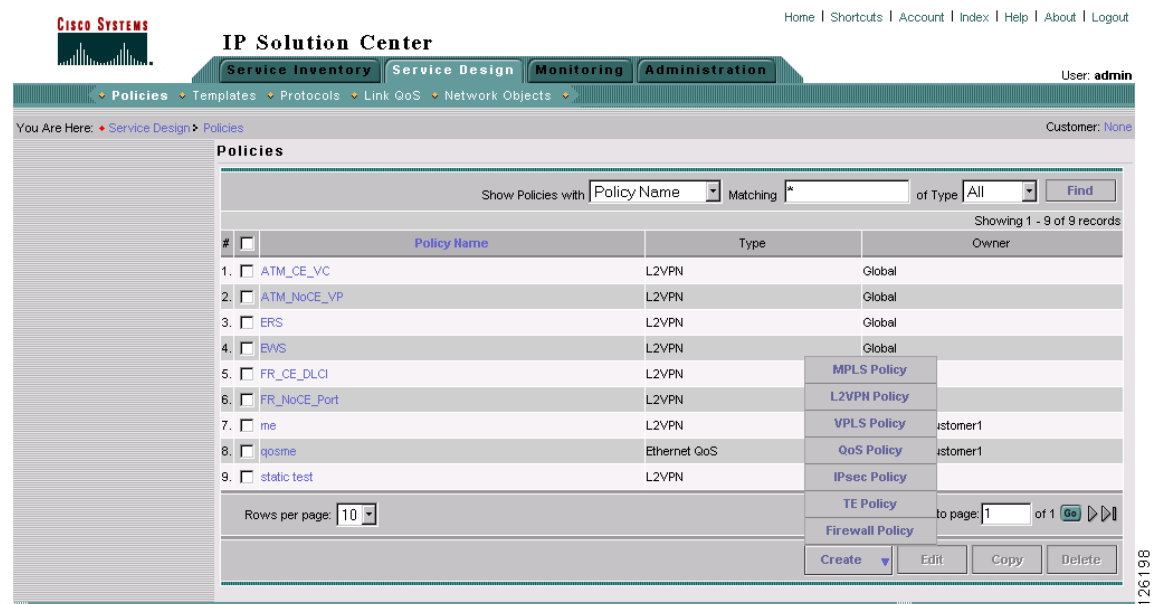 Home | Shortcuts | Account | Index | Help | About | Logout
CISCO SYSTEMS
IP Solution Center
Service Inventory Service Design Monitoring Administration
User: admin
Policies Templates Protocols Link QoS Network Objects
You Are Here: Service Design Policies Customer: None
Policies
Show Policies with Policy Name Matching * of Type All Find
Showing 1 - 9 of 9 records
# Policy Name Type Owner
1. ATM_CE_VC L2VPN Global
2. ATM_NoCE_VP L2VPN Global
3. ERS L2VPN Global
4. EWS L2VPN Global
5. FR_CE_DLCI L2VPN
6. FR_NoCE_Port L2VPN
7. me L2VPN ustomer1
8. qosme Ethernet QoS ustomer1
9. static test L2VPN
MPLS Policy
L2VPN Policy
VPLS Policy
QoS Policy
IPsec Policy
TE Policy
Firewall Policy
Rows per page: 10 to page: 1 of 1 Go
Create Edit Copy Delete
126198